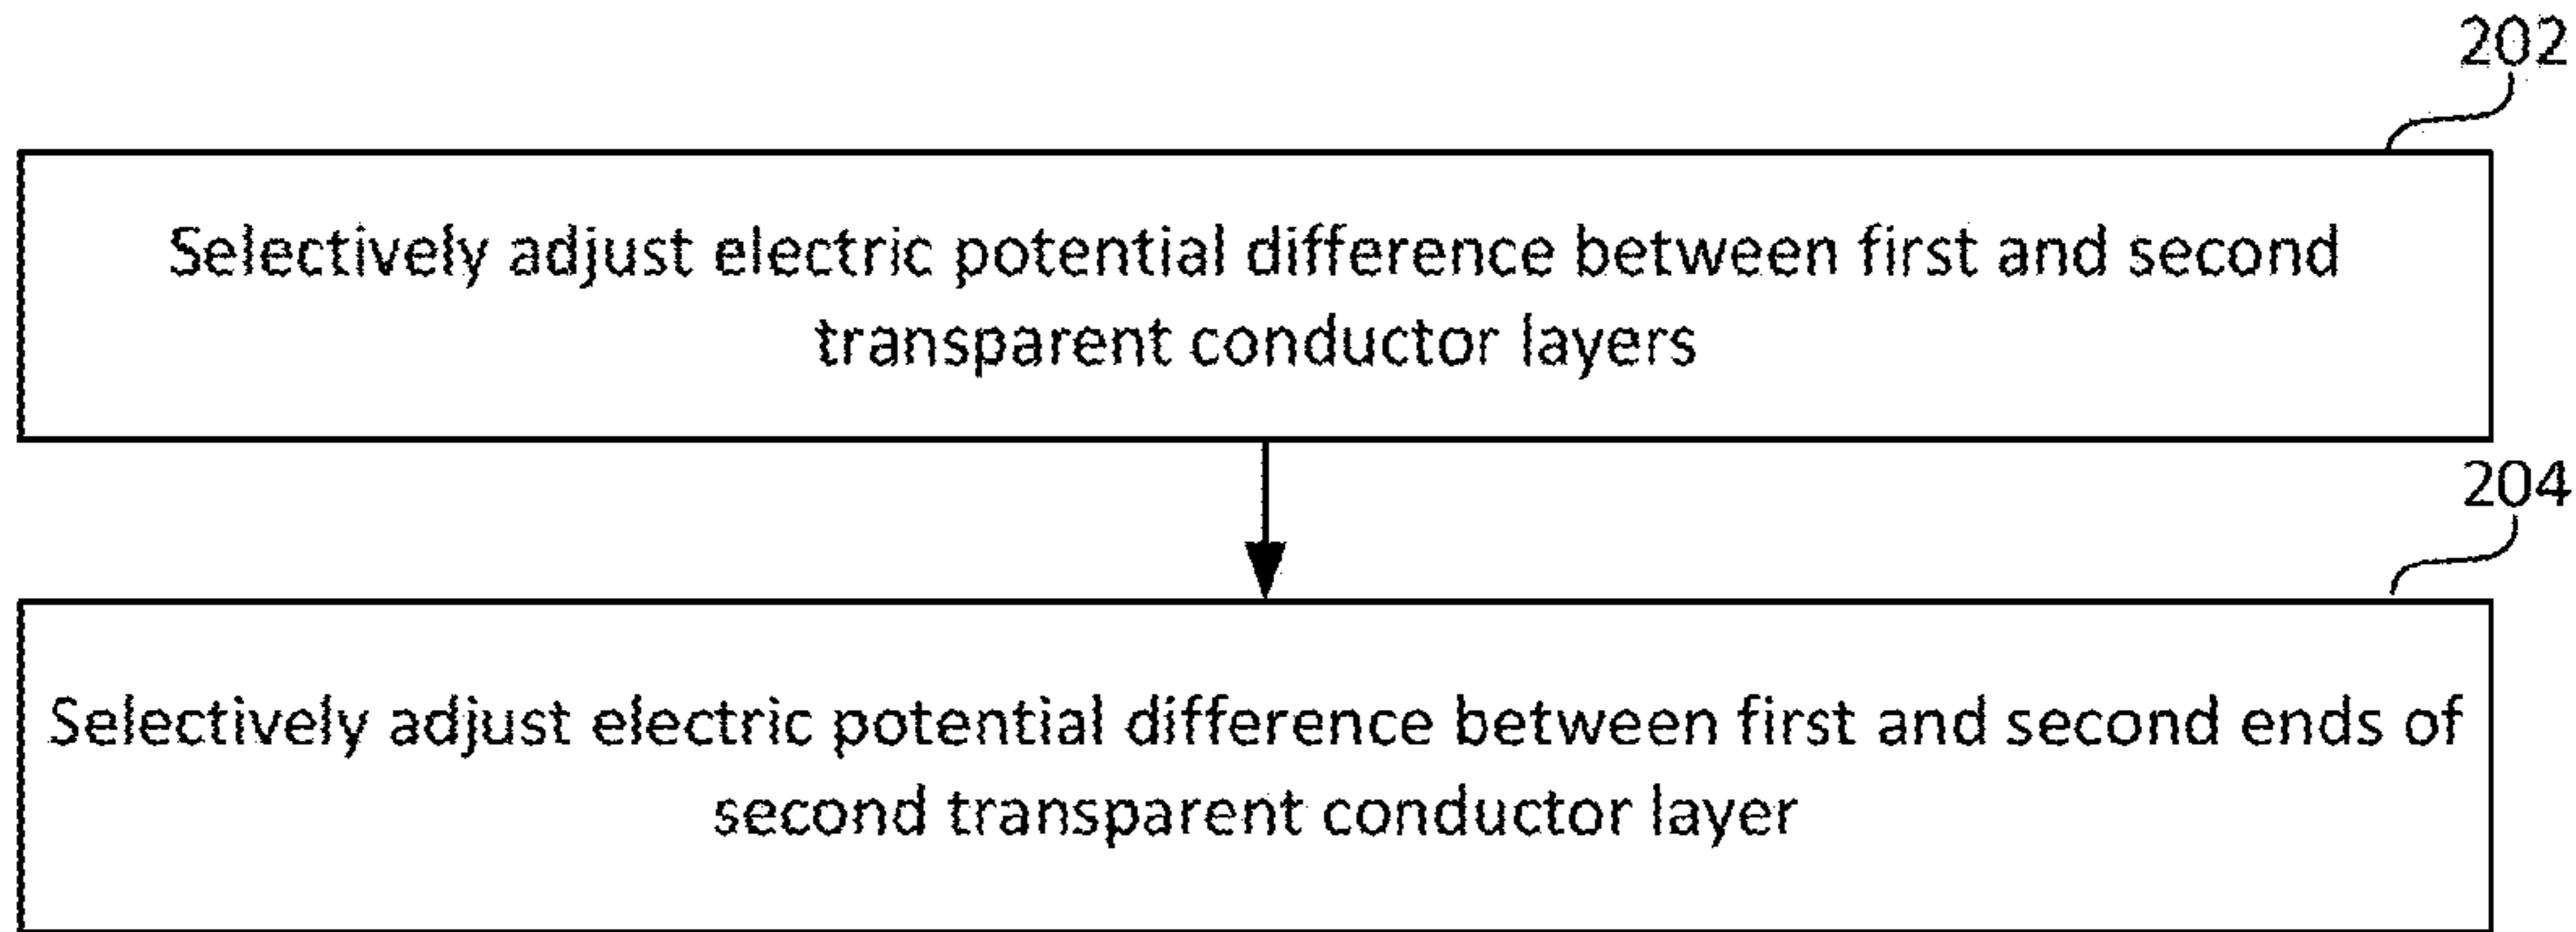 202
Selectively adjust electric potential difference between first and second
transparent conductor layers
204
Selectively adjust electric potential difference between first and second ends of
second transparent conductor layer